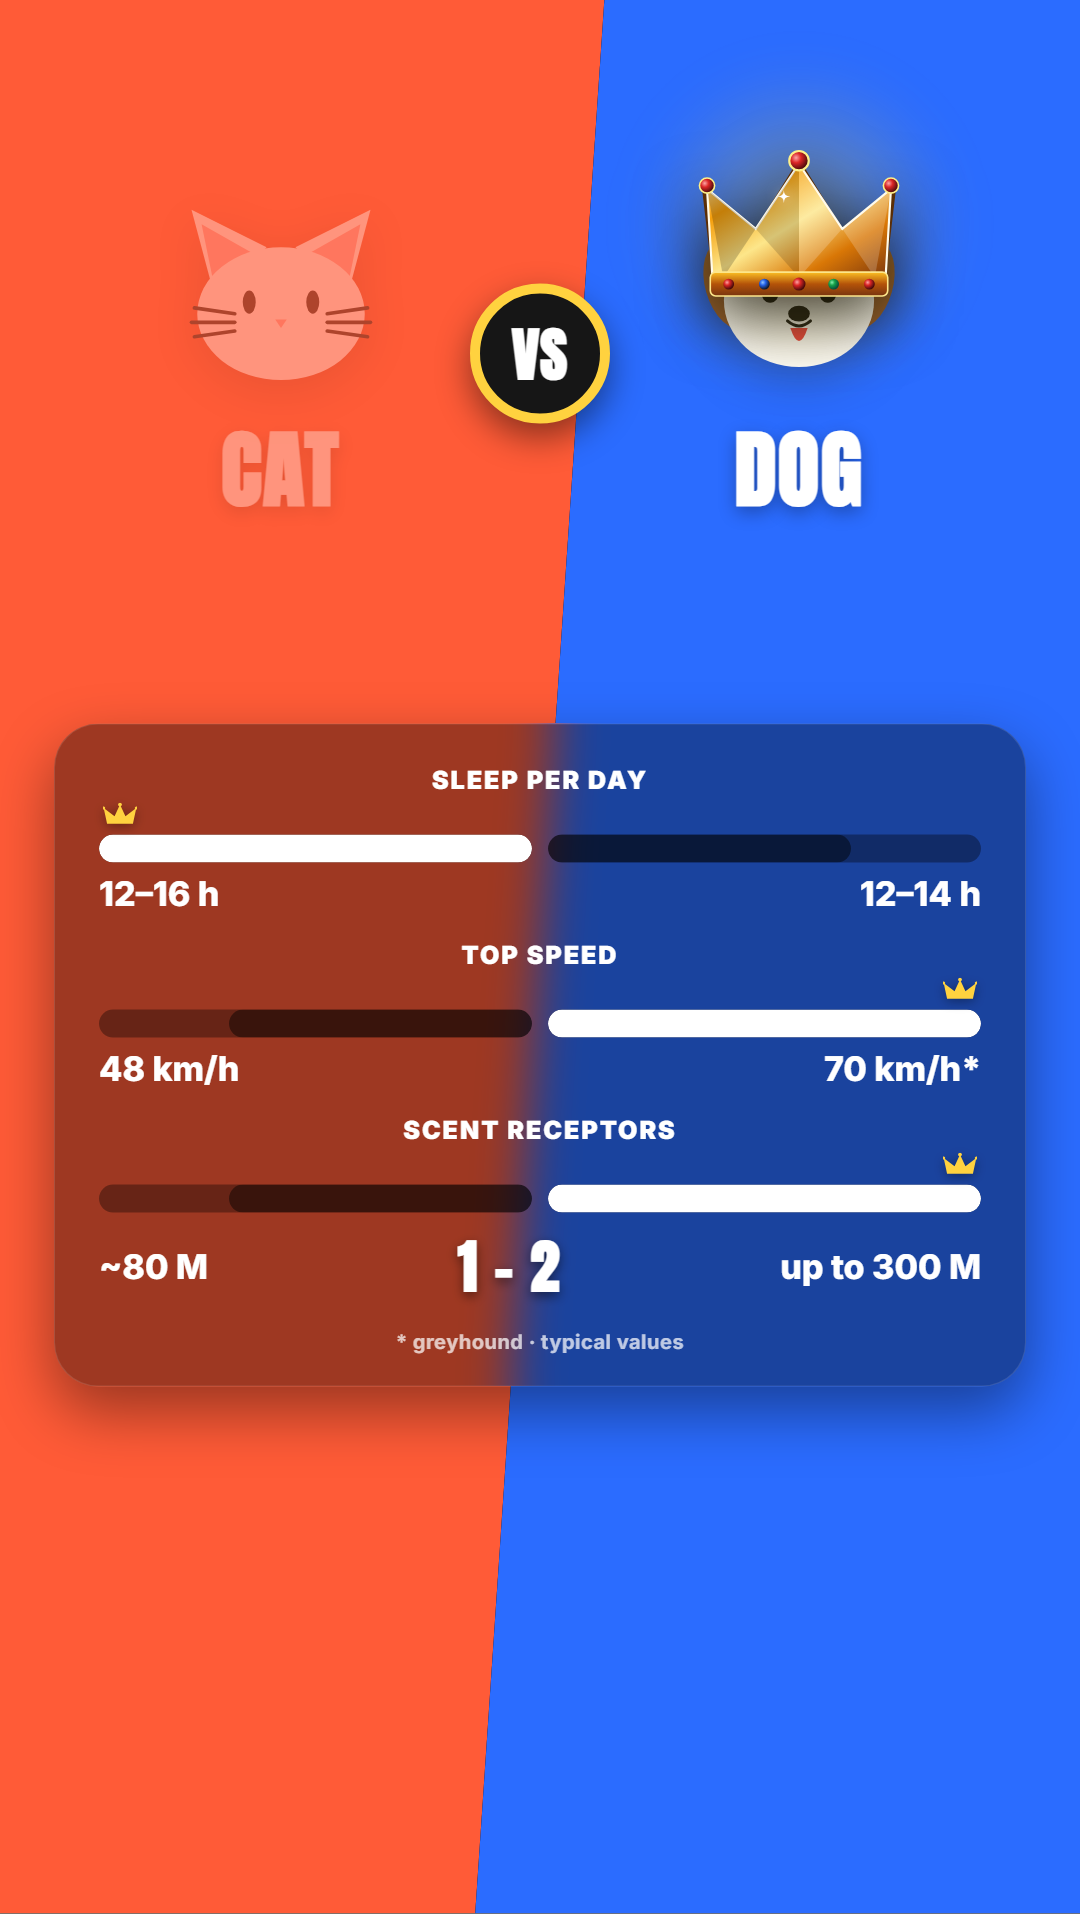 VS
CAT
DOG
SLEEP PER DAY
12–16 h
12–14 h
TOP SPEED
48 km/h
70 km/h*
SCENT RECEPTORS
~80 M
1 - 2
up to 300 M
* greyhound · typical values